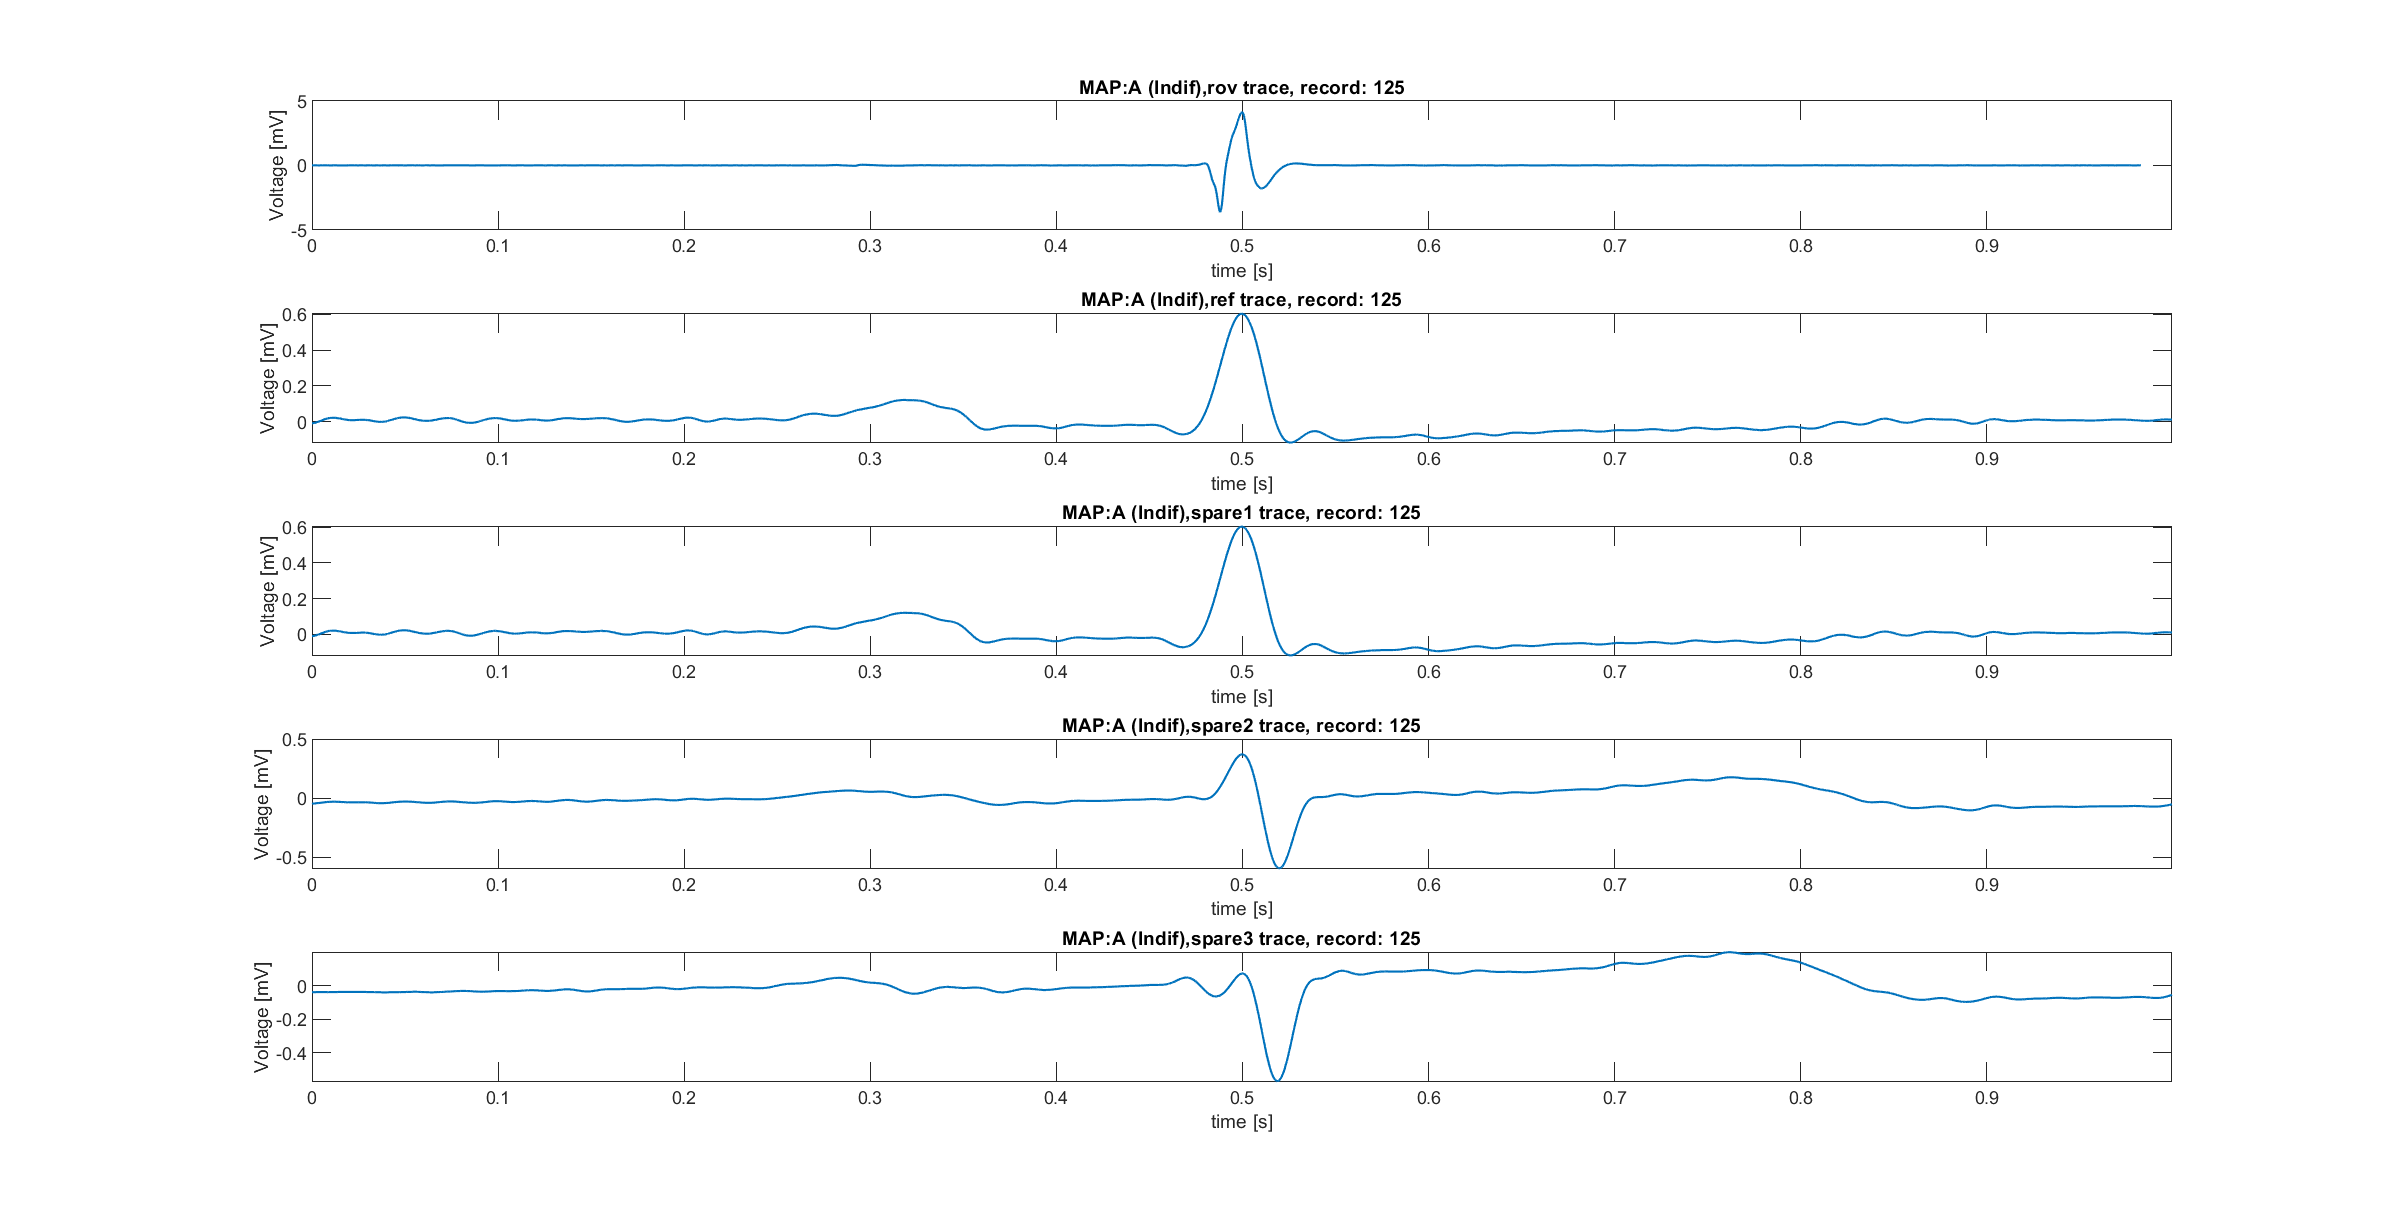 MAP:A (Indif),rov trace, record: 125
Voltage [mV]
5
0
-5
0 0.1 0.2 0.3 0.4 0.5 0.6 0.7 0.8 0.9
time [s]
MAP:A (Indif),ref trace, record: 125
Voltage [mV]
0.6
0.4
0.2
0
0 0.1 0.2 0.3 0.4 0.5 0.6 0.7 0.8 0.9
time [s]
MAP:A (Indif),spare1 trace, record: 125
Voltage [mV]
0.6
0.4
0.2
0
0 0.1 0.2 0.3 0.4 0.5 0.6 0.7 0.8 0.9
time [s]
MAP:A (Indif),spare2 trace, record: 125
Voltage [mV]
0.5
0
-0.5
0 0.1 0.2 0.3 0.4 0.5 0.6 0.7 0.8 0.9
time [s]
MAP:A (Indif),spare3 trace, record: 125
Voltage [mV]
0
-0.2
-0.4
0 0.1 0.2 0.3 0.4 0.5 0.6 0.7 0.8 0.9
time [s]